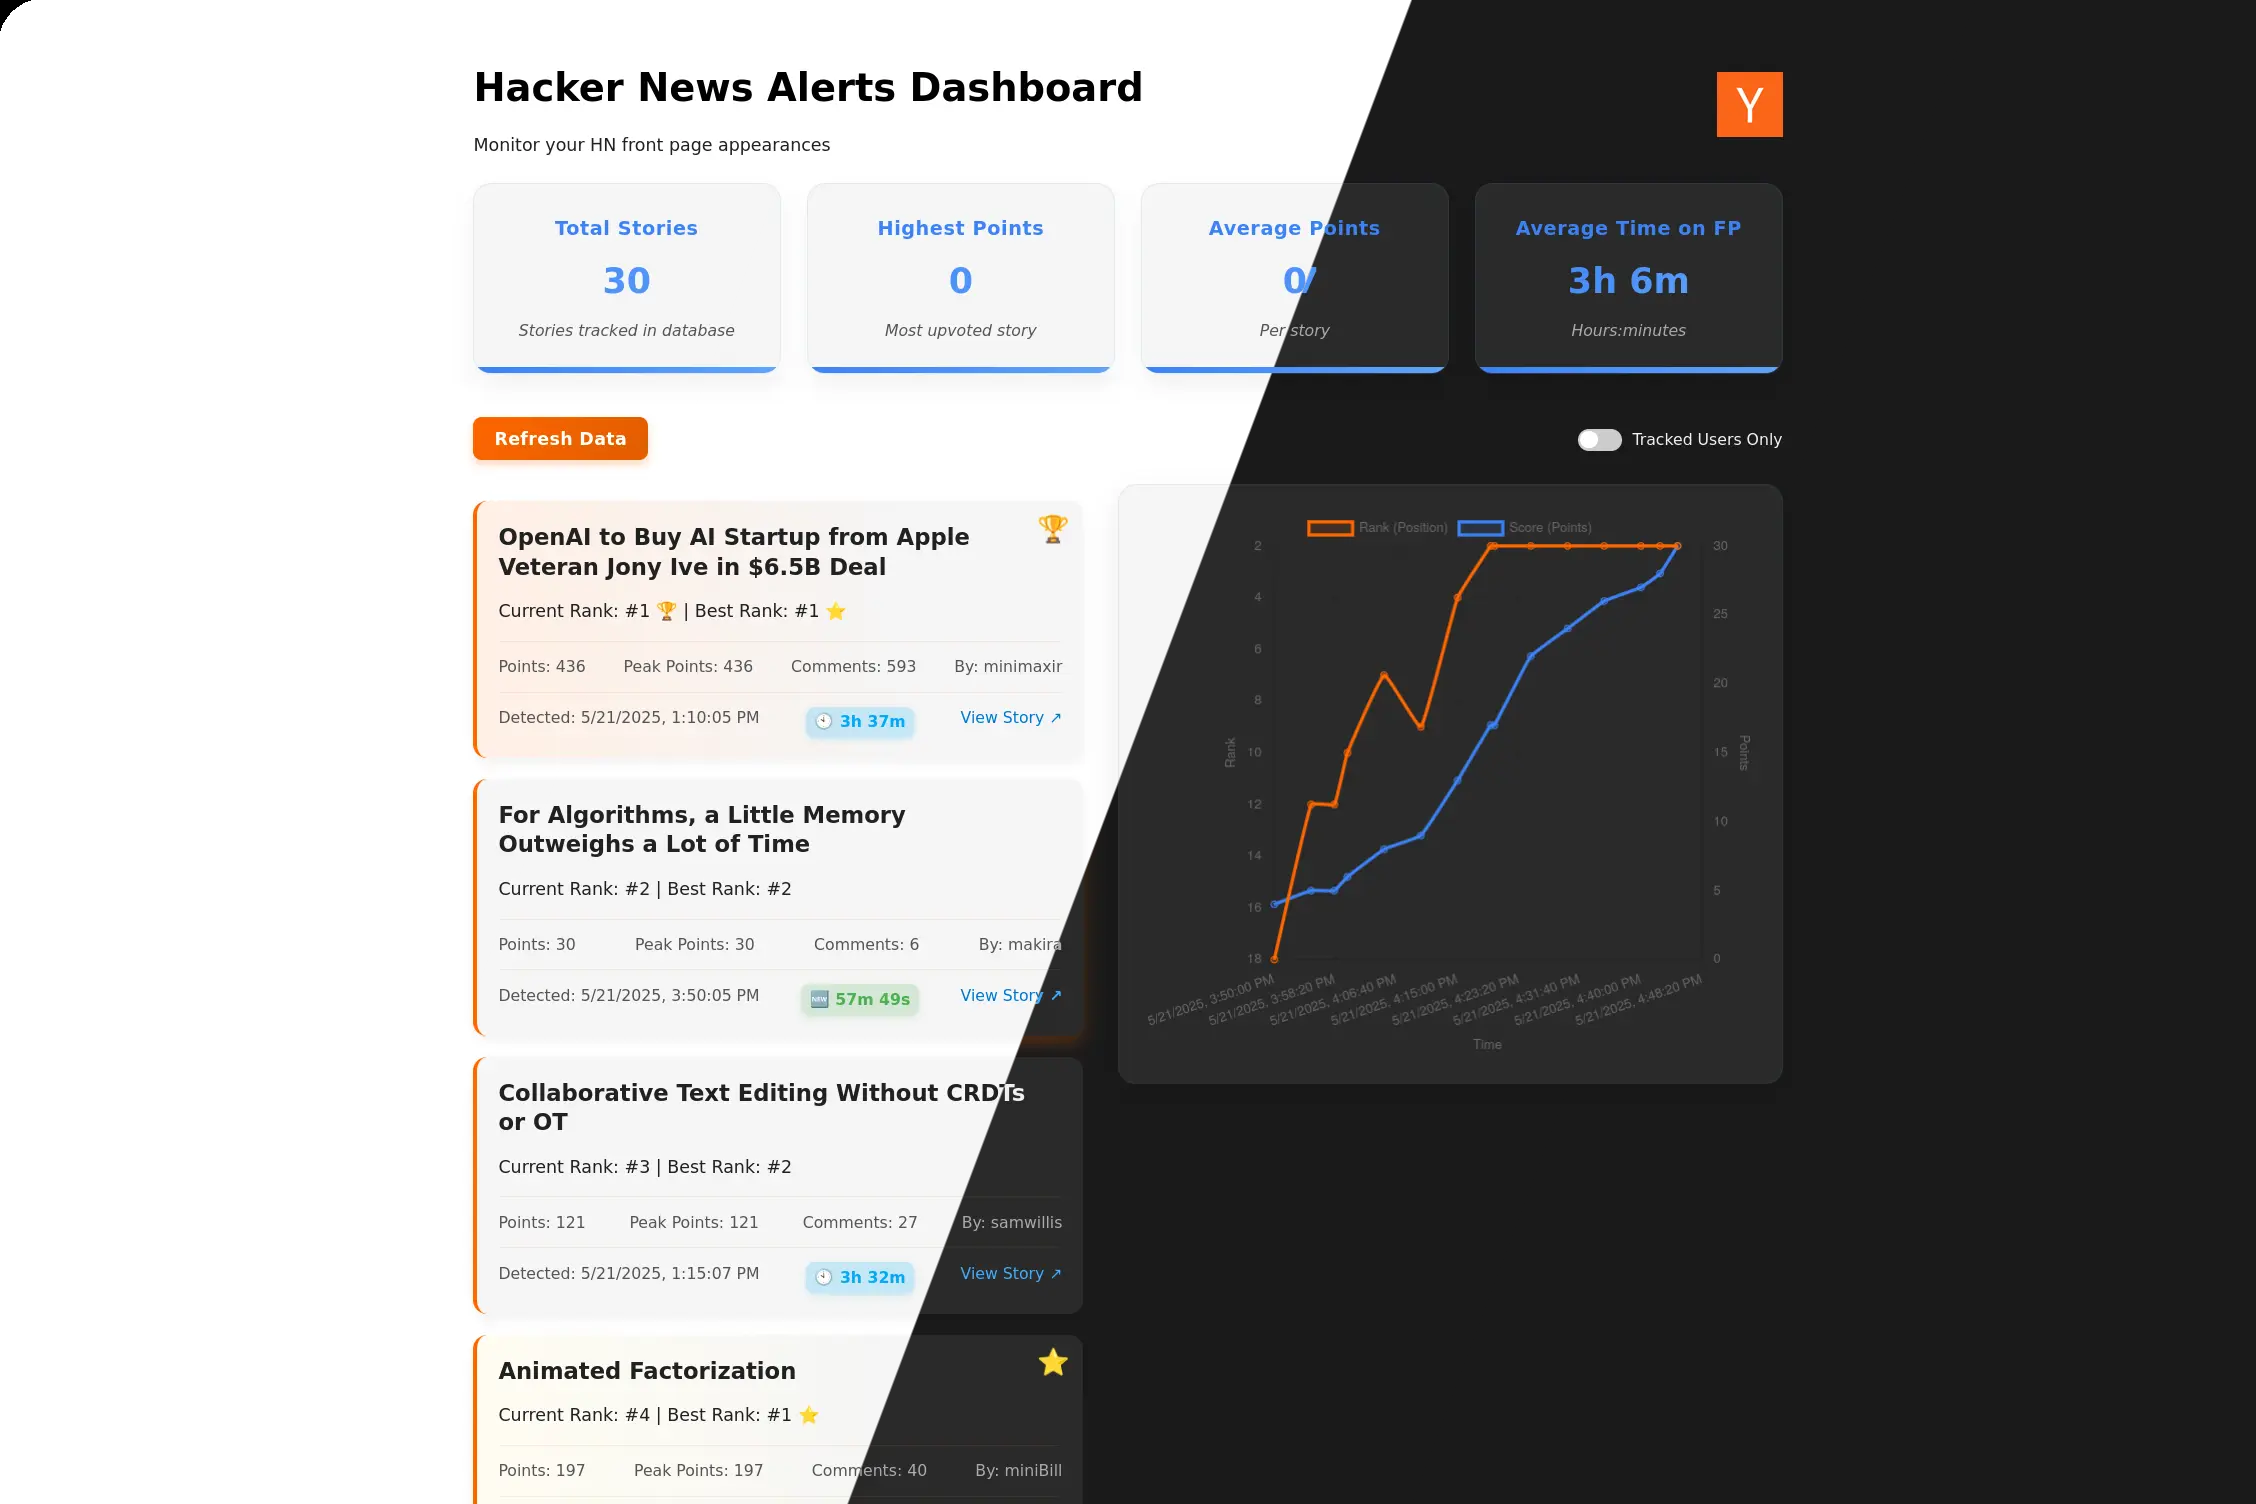 Hacker News Alerts Dashboard
Y
Monitor your HN front page appearances
Total Stories
30
Stories tracked in database
Highest Points
0
Most upvoted story
Average Points
0
Per story
Average Time on FP
3h 6m
Hours:minutes
Refresh Data
Tracked Users Only
OpenAI to Buy AI Startup from Apple
Veteran Jony Ive in $6.5B Deal
Current Rank: #1 🏆 | Best Rank: #1 ⭐
Points: 436 Peak Points: 436 Comments: 593 By: minimaxir
Detected: 5/21/2025, 1:10:05 PM 🕙 3h 37m View Story ↗
For Algorithms, a Little Memory
Outweighs a Lot of Time
Current Rank: #2 | Best Rank: #2
Points: 30 Peak Points: 30 Comments: 6 By: makira
Detected: 5/21/2025, 3:50:05 PM 🆕 57m 49s View Story ↗
Collaborative Text Editing Without CRDTs
or OT
Current Rank: #3 | Best Rank: #2
Points: 121 Peak Points: 121 Comments: 27 By: samwillis
Detected: 5/21/2025, 1:15:07 PM 🕙 3h 32m View Story ↗
Animated Factorization
Current Rank: #4 | Best Rank: #1 ⭐
Points: 197 Peak Points: 197 Comments: 40 By: miniBill
Rank (Position) Score (Points)
2 30
4
25
6
20
8
10 15
12
10
14
5
16
18 0
Rank
Points
5/21/2025, 3:50:00 PM
5/21/2025, 3:58:20 PM
5/21/2025, 4:06:40 PM
5/21/2025, 4:15:00 PM
5/21/2025, 4:23:20 PM
5/21/2025, 4:31:40 PM
5/21/2025, 4:40:00 PM
5/21/2025, 4:48:20 PM
Time